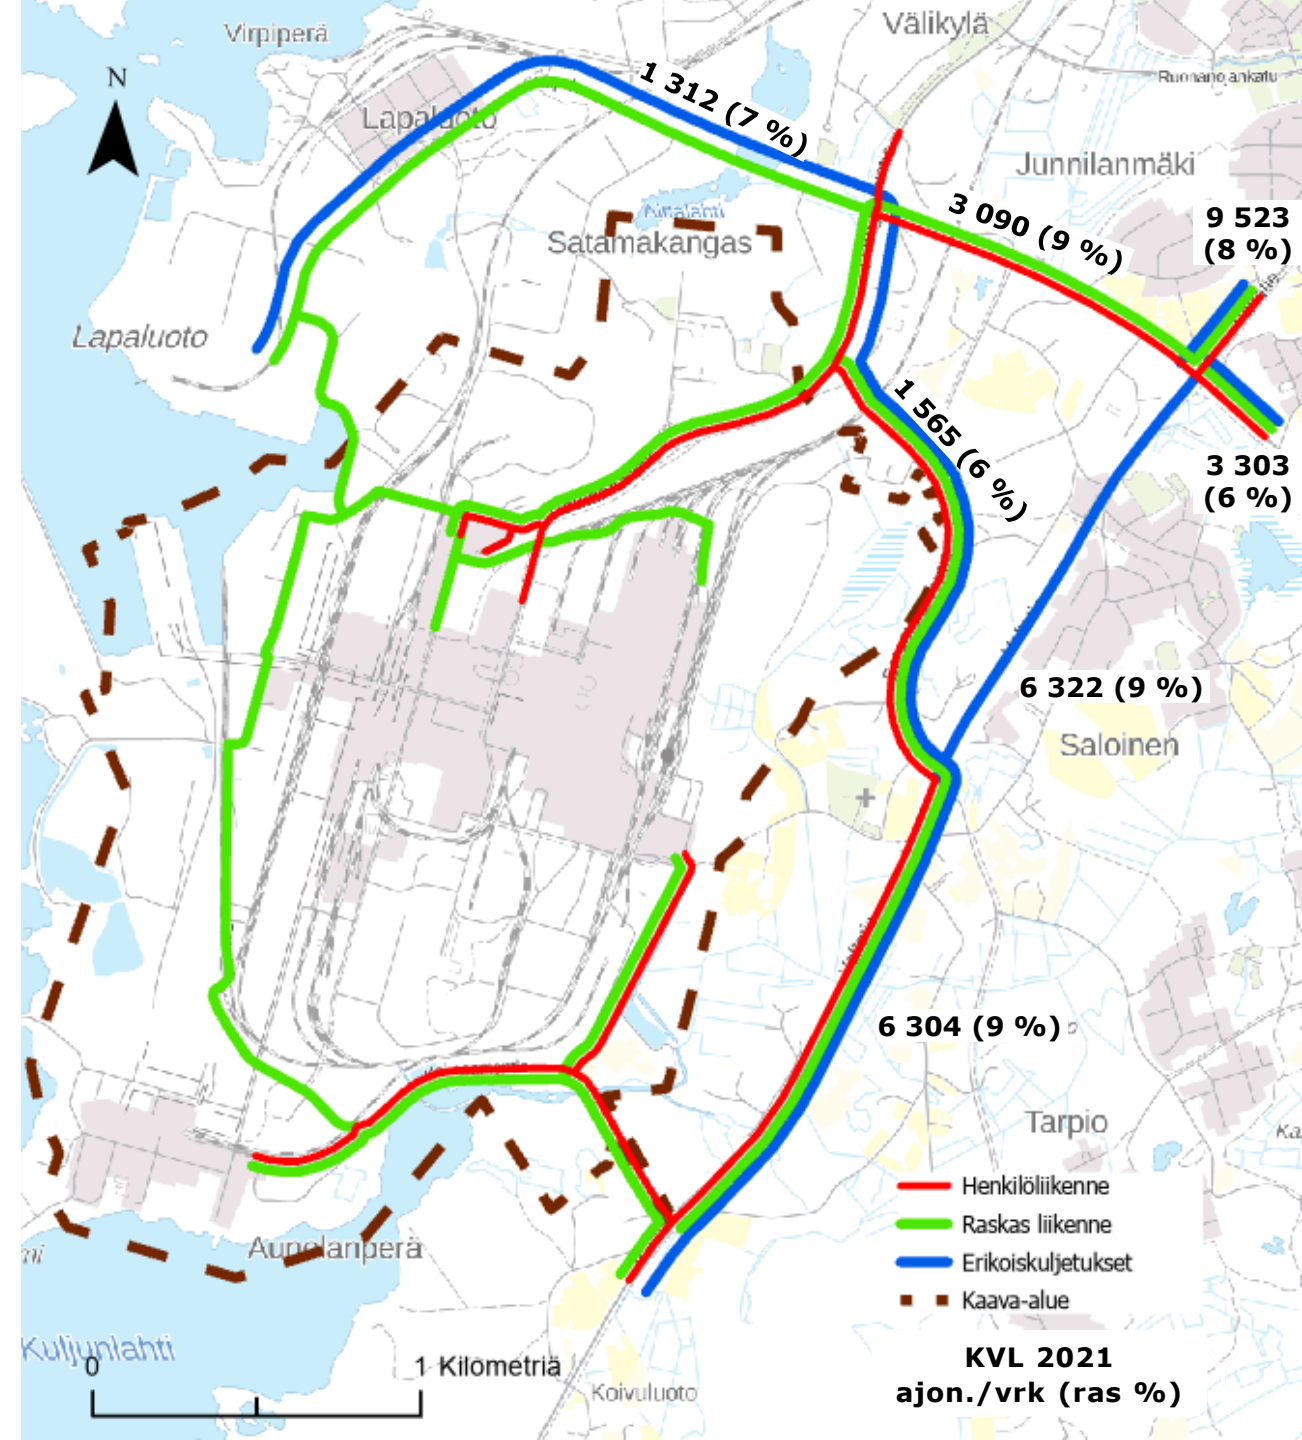 Virpiperä
Välikylä
N
Ruonanojankatu
1 312 (7 %)
Lapaluoto
Junnilanmäki
3 090 (9 %)
9 523
(8 %)
Satamakangas
Lapaluoto
1 565 (6 %)
3 303
(6 %)
6 322 (9 %)
Saloinen
6 304 (9 %)
Tarpio
Henkilöliikenne
Raskas liikenne
Erikoiskuljetukset
Kaava-alue
Aunolanperä
Kuljunlahti
0
1 Kilometriä
Koivuluoto
KVL 2021
ajon./vrk (ras %)